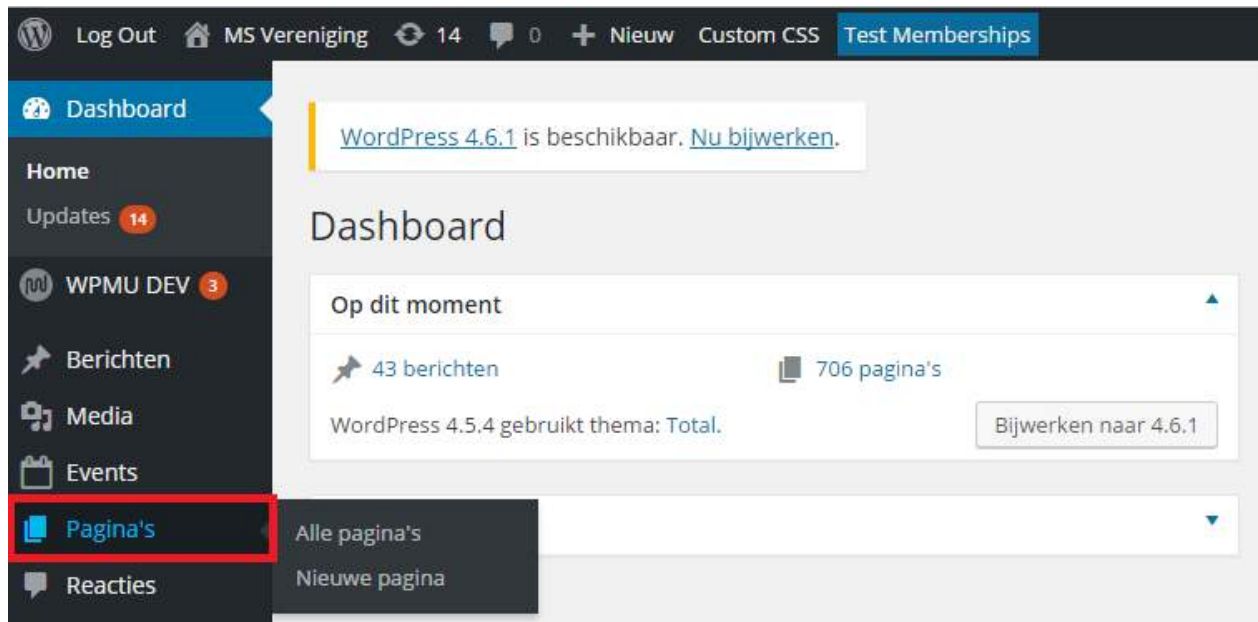 Log Out MS Vereniging 14 0 + Nieuw Custom CSS Test Memberships
Dashboard
Home
Updates 14
WPMU DEV 3
Berichten
Media
Events
Pagina's
Reacties
Alle pagina's
Nieuwe pagina
WordPress 4.6.1 is beschikbaar. Nu bijwerken.
Dashboard
Op dit moment
43 berichten 706 pagina's
WordPress 4.5.4 gebruikt thema: Total. Bijwerken naar 4.6.1